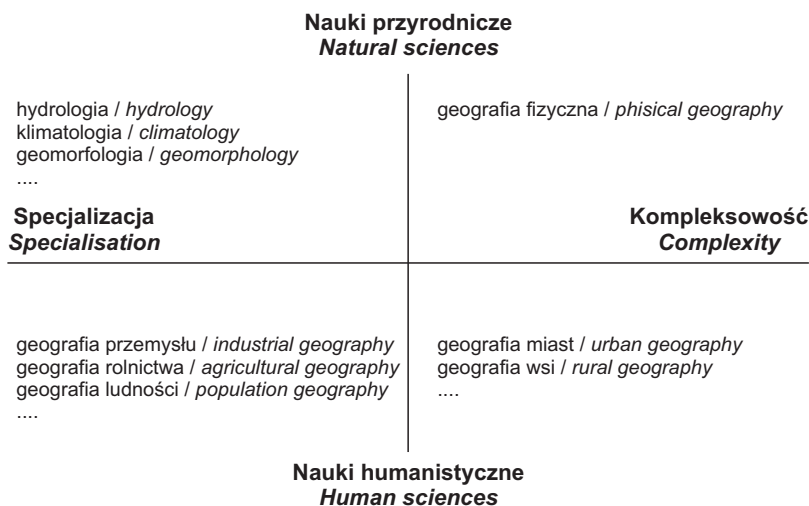 Nauki przyrodnicze
Natural sciences
hydrologia / hydrology
klimatologia / climatology
geomorfologia / geomorphology
....
geografia fizyczna / phisical geography
Specjalizacja
Specialisation
Kompleksowość
Complexity
geografia przemysłu / industrial geography
geografia rolnictwa / agricultural geography
geografia ludności / population geography
....
geografia miast / urban geography
geografia wsi / rural geography
....
Nauki humanistyczne
Human sciences